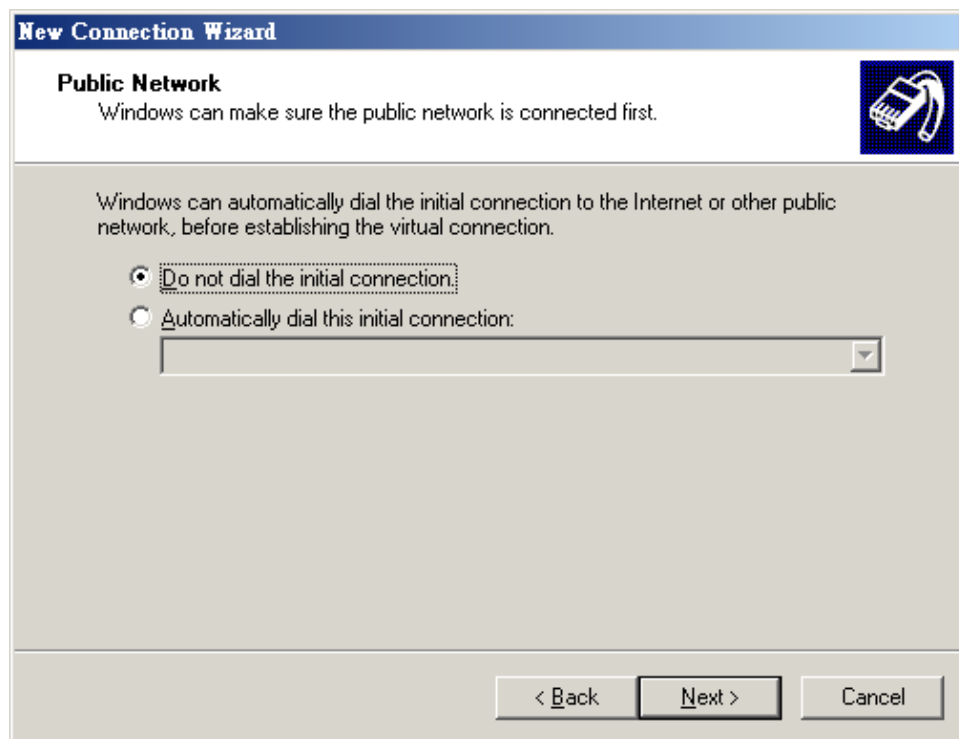 New Connection Wizard
Public Network
Windows can make sure the public network is connected first.
Windows can automatically dial the initial connection to the Internet or other public
network, before establishing the virtual connection.
Do not dial the initial connection.
Automatically dial this initial connection:
< Back
Next >
Cancel